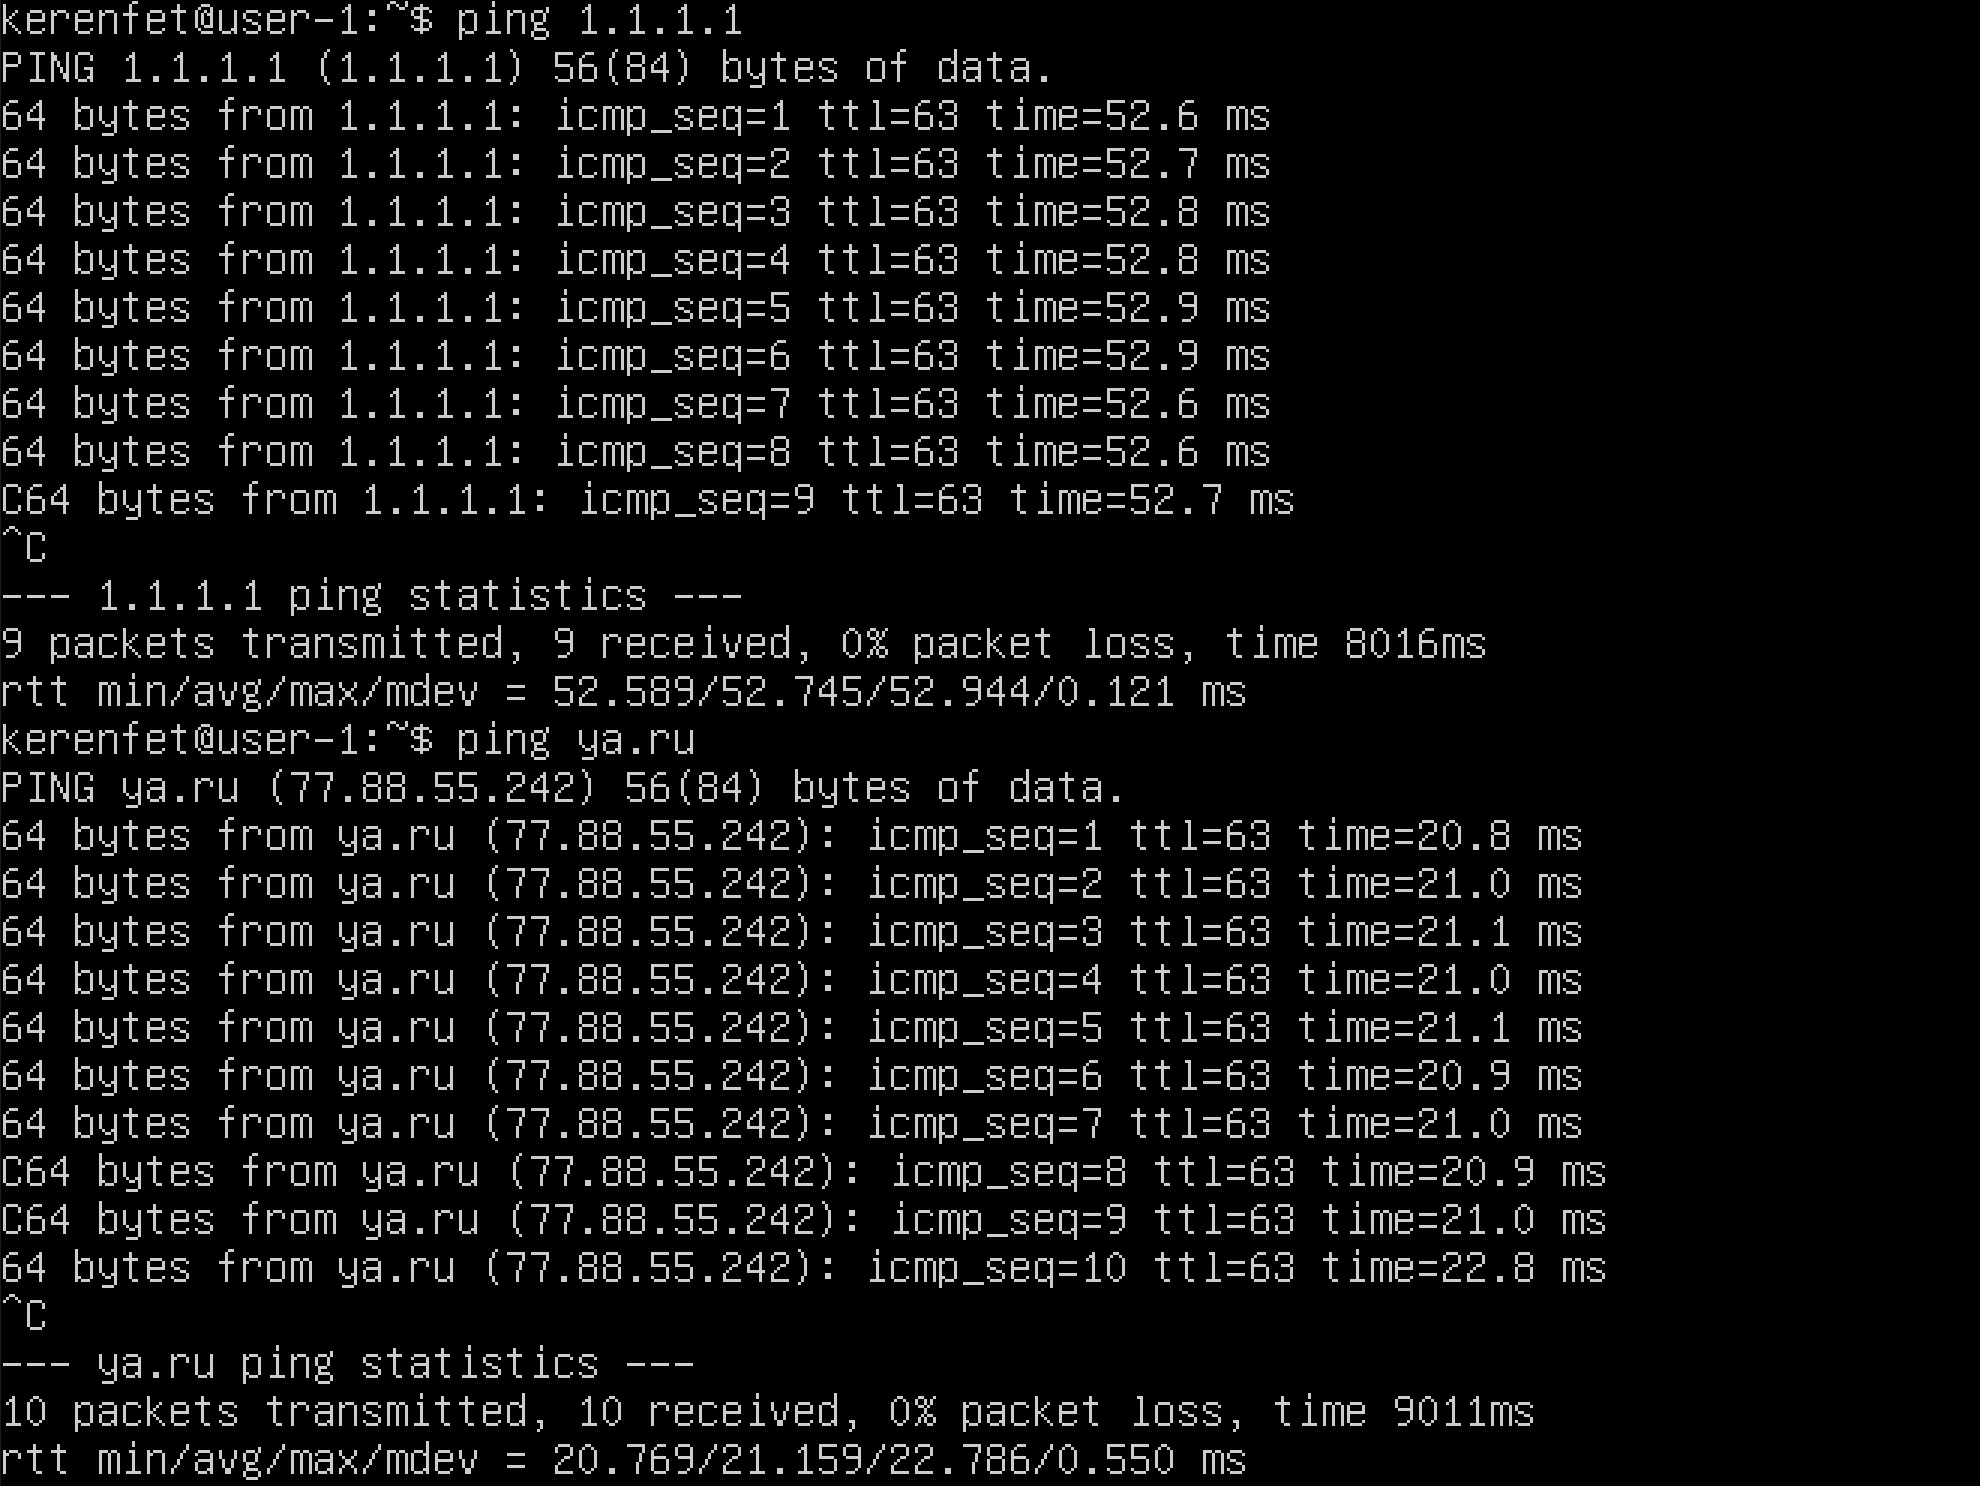 kerenfet@user-1:~$ ping 1.1.1.1
PING 1.1.1.1 (1.1.1.1) 56(84) bytes of data.
64 bytes from 1.1.1.1: icmp_seq=1 ttl=63 time=52.6 ms
64 bytes from 1.1.1.1: icmp_seq=2 ttl=63 time=52.7 ms
64 bytes from 1.1.1.1: icmp_seq=3 ttl=63 time=52.8 ms
64 bytes from 1.1.1.1: icmp_seq=4 ttl=63 time=52.8 ms
64 bytes from 1.1.1.1: icmp_seq=5 ttl=63 time=52.9 ms
64 bytes from 1.1.1.1: icmp_seq=6 ttl=63 time=52.9 ms
64 bytes from 1.1.1.1: icmp_seq=7 ttl=63 time=52.6 ms
64 bytes from 1.1.1.1: icmp_seq=8 ttl=63 time=52.6 ms
C64 bytes from 1.1.1.1: icmp_seq=9 ttl=63 time=52.7 ms
^C
--- 1.1.1.1 ping statistics ---
9 packets transmitted, 9 received, 0% packet loss, time 8016ms
rtt min/avg/max/mdev = 52.589/52.745/52.944/0.121 ms
kerenfet@user-1:~$ ping ya.ru
PING ya.ru (77.88.55.242) 56(84) bytes of data.
64 bytes from ya.ru (77.88.55.242): icmp_seq=1 ttl=63 time=20.8 ms
64 bytes from ya.ru (77.88.55.242): icmp_seq=2 ttl=63 time=21.0 ms
64 bytes from ya.ru (77.88.55.242): icmp_seq=3 ttl=63 time=21.1 ms
64 bytes from ya.ru (77.88.55.242): icmp_seq=4 ttl=63 time=21.0 ms
64 bytes from ya.ru (77.88.55.242): icmp_seq=5 ttl=63 time=21.1 ms
64 bytes from ya.ru (77.88.55.242): icmp_seq=6 ttl=63 time=20.9 ms
64 bytes from ya.ru (77.88.55.242): icmp_seq=7 ttl=63 time=21.0 ms
C64 bytes from ya.ru (77.88.55.242): icmp_seq=8 ttl=63 time=20.9 ms
C64 bytes from ya.ru (77.88.55.242): icmp_seq=9 ttl=63 time=21.0 ms
64 bytes from ya.ru (77.88.55.242): icmp_seq=10 ttl=63 time=22.8 ms
^C
--- ya.ru ping statistics ---
10 packets transmitted, 10 received, 0% packet loss, time 9011ms
rtt min/avg/max/mdev = 20.769/21.159/22.786/0.550 ms